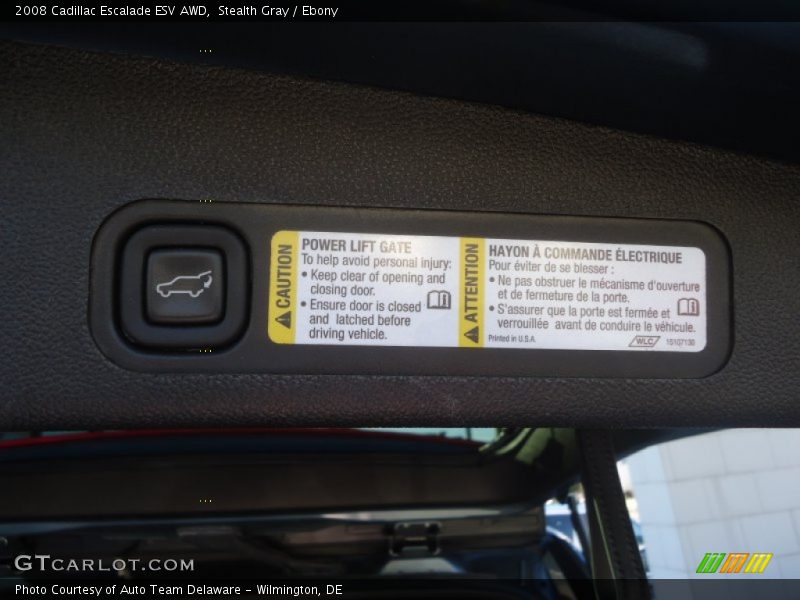 2008 Cadillac Escalade ESV AWD,  Stealth Gray / Ebony
CAUTION
POWER LIFT GATE
To help avoid personal injury:
• Keep clear of opening and
closing door.
• Ensure door is closed
and latched before
driving vehicle.
ATTENTION
HAYON À COMMANDE ÉLECTRIQUE
Pour éviter de se blesser :
• Ne pas obstruer le mécanisme d'ouverture
et de fermeture de la porte.
• S'assurer que la porte est fermée et
verrouillée avant de conduire le véhicule.
Printed in U.S.A.
WLC
15107130
GTCARLOT.COM
Photo Courtesy of Auto Team Delaware - Wilmington, DE